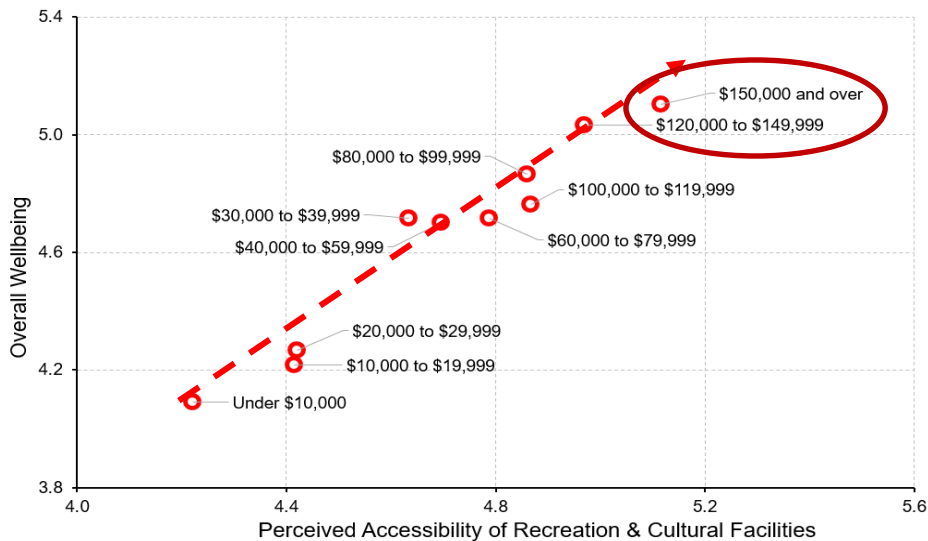 5.4
$150,000 and over
5.0
$120,000 to $149,999
$80,000 to $99,999
$100,000 to $119,999
$30,000 to $39,999
$40,000 to $59,999
$60,000 to $79,999
4.6
Overall Wellbeing
$20,000 to $29,999
$10,000 to $19,999
4.2
Under $10,000
3.8
4.0 4.4 4.8 5.2 5.6
Perceived Accessibility of Recreation & Cultural Facilities